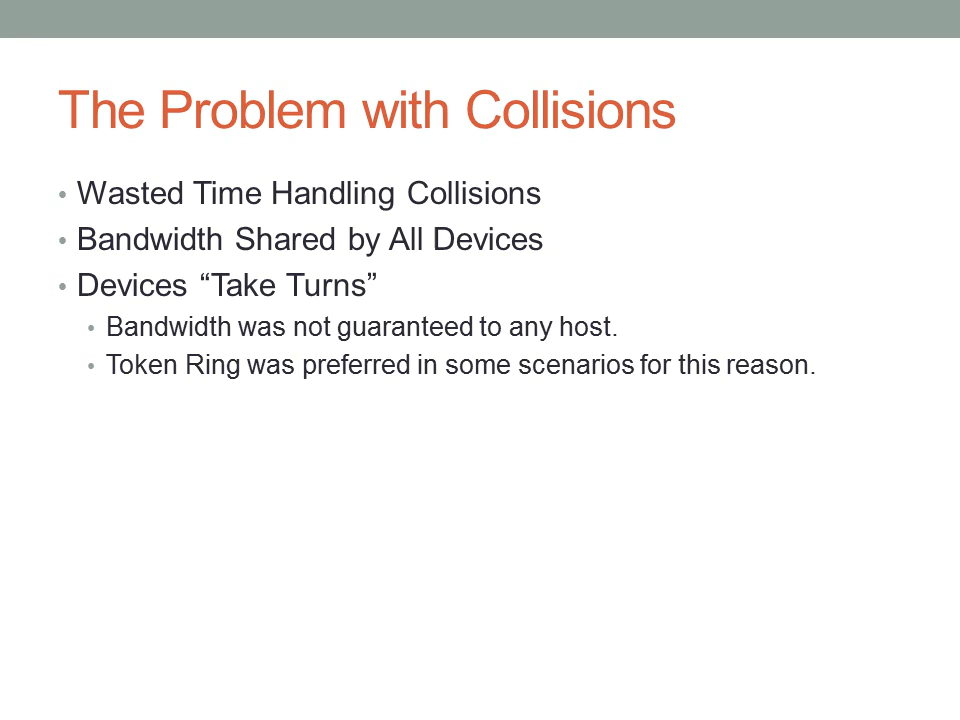 The Problem with Collisions
• Wasted Time Handling Collisions
• Bandwidth Shared by All Devices
• Devices “Take Turns”
• Bandwidth was not guaranteed to any host.
• Token Ring was preferred in some scenarios for this reason.